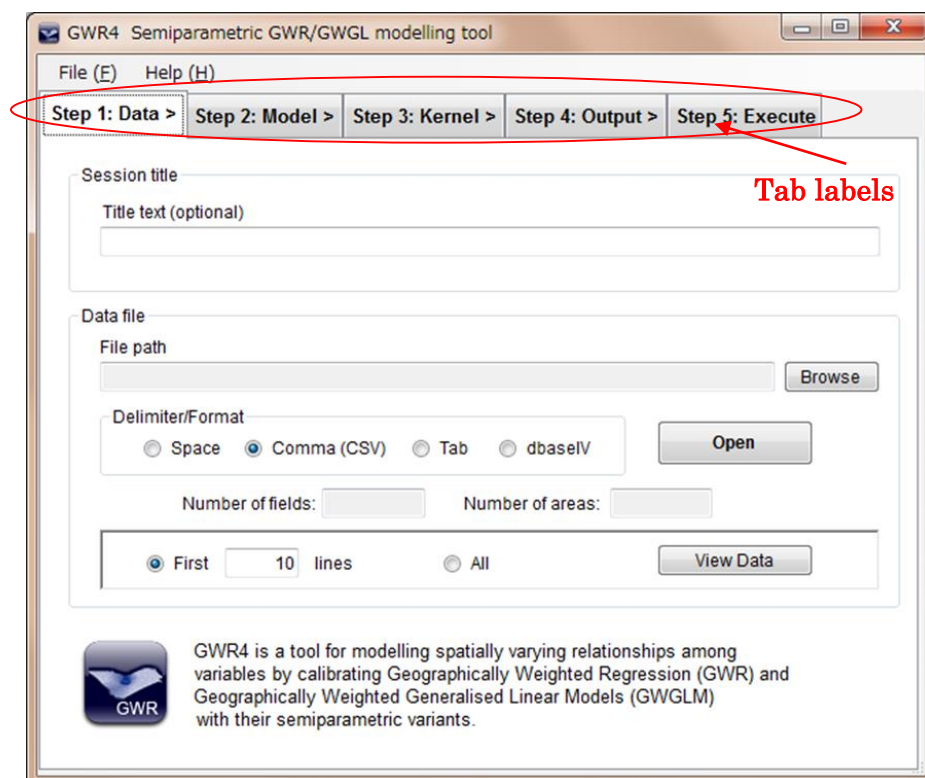 GWR4 Semiparametric GWR/GWGL modelling tool
File (F) Help (H)
Step 1: Data > Step 2: Model > Step 3: Kernel > Step 4: Output > Step 5: Execute
Tab labels
Session title
Title text (optional)
Data file
File path
Browse
Delimiter/Format
Space Comma (CSV) Tab dbaseIV
Open
Number of fields: Number of areas:
First 10 lines All View Data
GWR
GWR4 is a tool for modelling spatially varying relationships among
variables by calibrating Geographically Weighted Regression (GWR) and
Geographically Weighted Generalised Linear Models (GWGLM)
with their semiparametric variants.